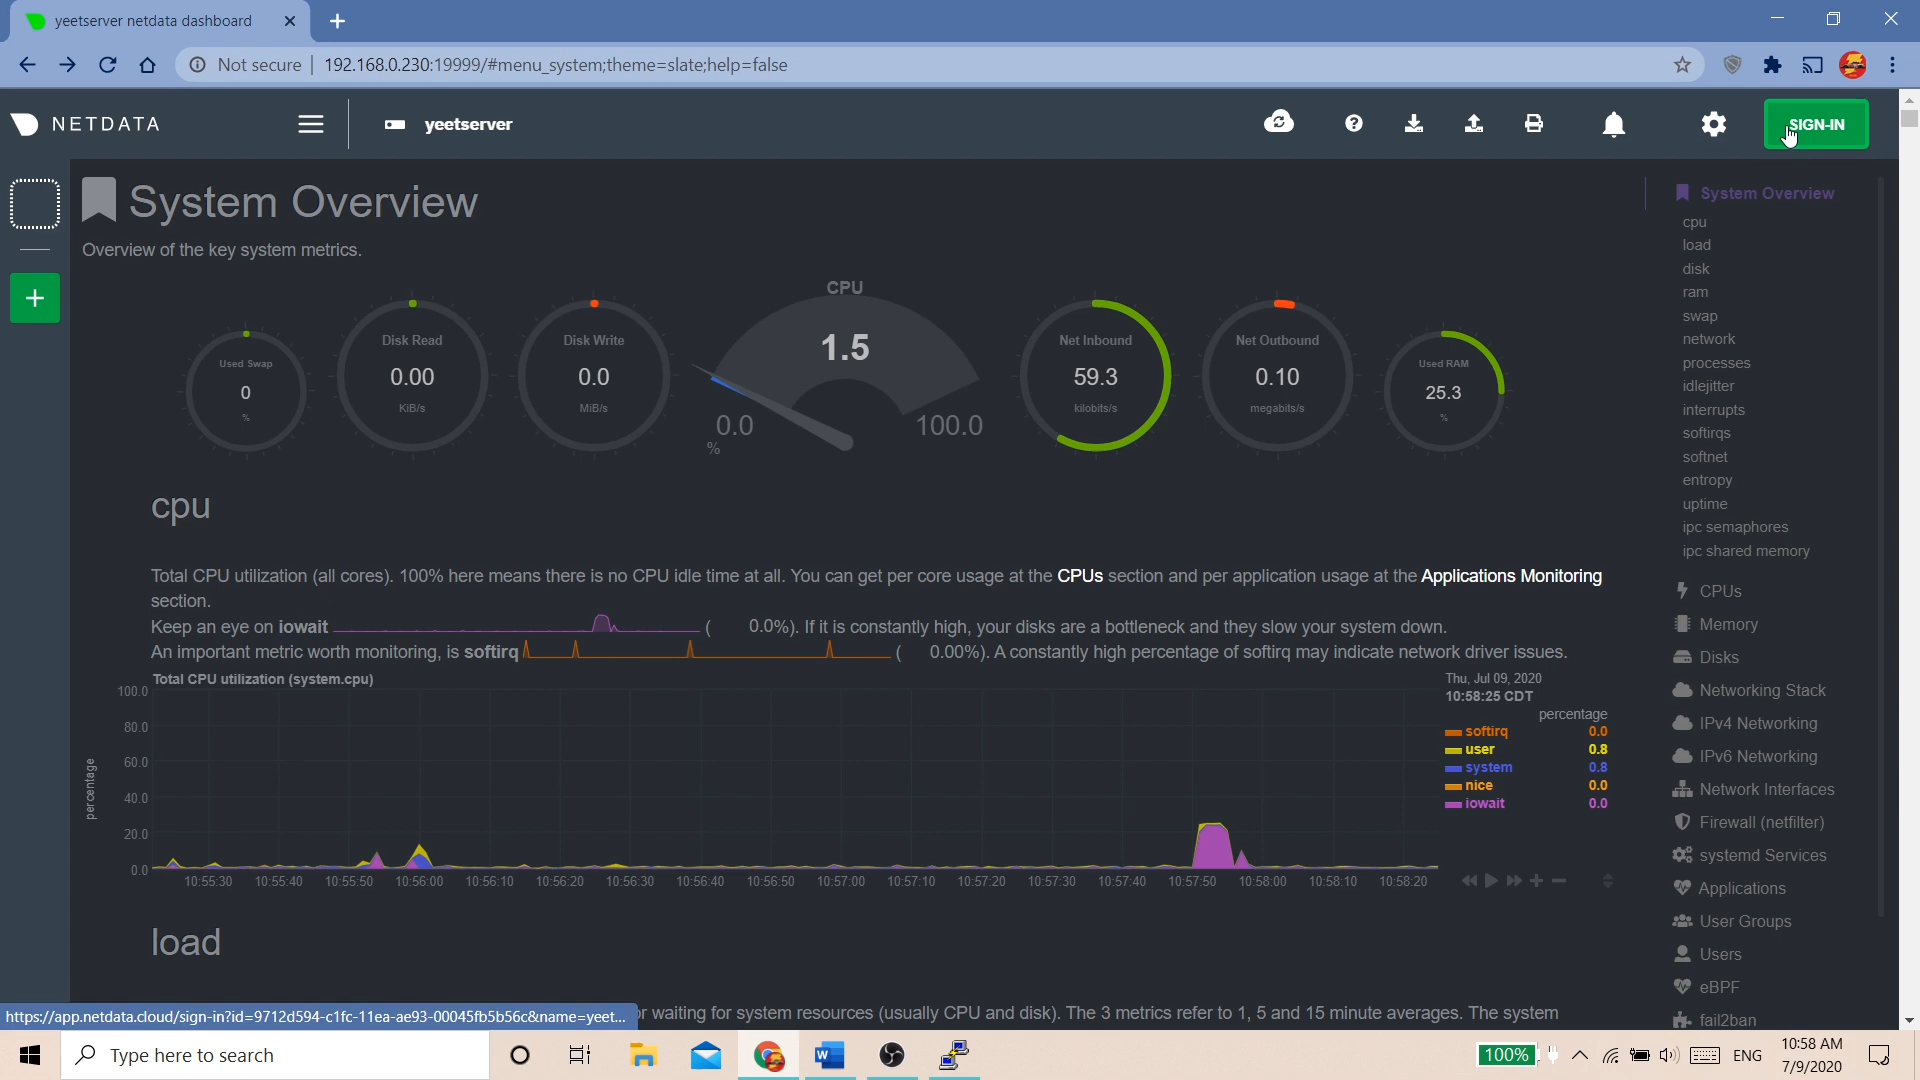 yeetserver netdata dashboard
Not secure | 192.168.0.230:19999/#menu_system;theme=slate;help=false
NETDATA
yeetserver
SIGN-IN
System Overview
Overview of the key system metrics.
Used Swap
0
%
Disk Read
0.00
KiB/s
Disk Write
0.0
MiB/s
CPU
1.5
0.0
100.0
%
Net Inbound
59.3
kilobits/s
Net Outbound
0.10
megabits/s
Used RAM
25.3
%
cpu
Total CPU utilization (all cores). 100% here means there is no CPU idle time at all. You can get per core usage at the CPUs section and per application usage at the Applications Monitoring
section.
Keep an eye on iowait ( 0.0%). If it is constantly high, your disks are a bottleneck and they slow your system down.
An important metric worth monitoring, is softirq ( 0.00%). A constantly high percentage of softirq may indicate network driver issues.
Total CPU utilization (system.cpu)
percentage
100.0
80.0
60.0
40.0
20.0
0.0
10:55:30 10:55:40 10:55:50 10:56:00 10:56:10 10:56:20 10:56:30 10:56:40 10:56:50 10:57:00 10:57:10 10:57:20 10:57:30 10:57:40 10:57:50 10:58:00 10:58:10 10:58:20
Thu, Jul 09, 2020
10:58:25 CDT
percentage
softirq 0.0
user 0.8
system 0.8
nice 0.0
iowait 0.0
load
or waiting for system resources (usually CPU and disk). The 3 metrics refer to 1, 5 and 15 minute averages. The system
System Overview
cpu
load
disk
ram
swap
network
processes
idlejitter
interrupts
softirqs
softnet
entropy
uptime
ipc semaphores
ipc shared memory
CPUs
Memory
Disks
Networking Stack
IPv4 Networking
IPv6 Networking
Network Interfaces
Firewall (netfilter)
systemd Services
Applications
User Groups
Users
eBPF
fail2ban
https://app.netdata.cloud/sign-in?id=9712d594-c1fc-11ea-ae93-00045fb5b56c&name=yeet...
Type here to search
100%
ENG
10:58 AM
7/9/2020